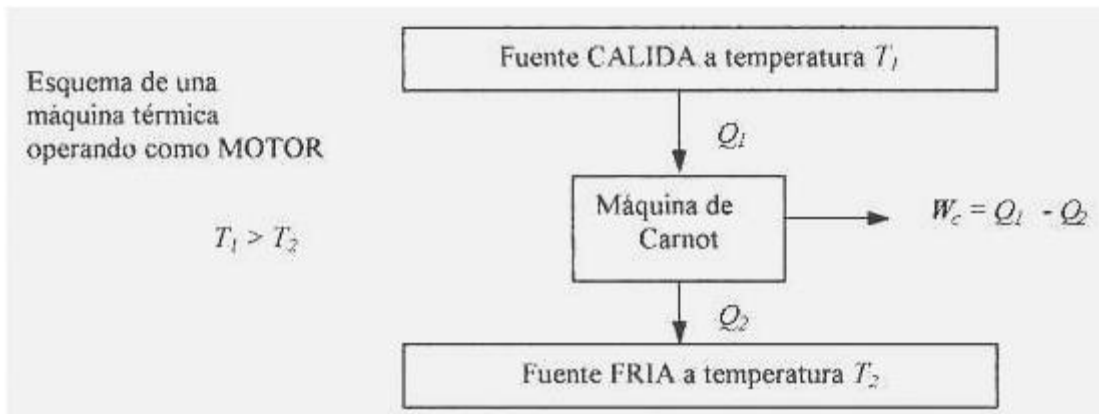 Fuente CALIDA a temperatura T₁
Esquema de una
máquina térmica
operando como MOTOR
Q₁
Máquina de
Carnot
W_c = Q₁ - Q₂
T₁ > T₂
Q₂
Fuente FRIA a temperatura T₂